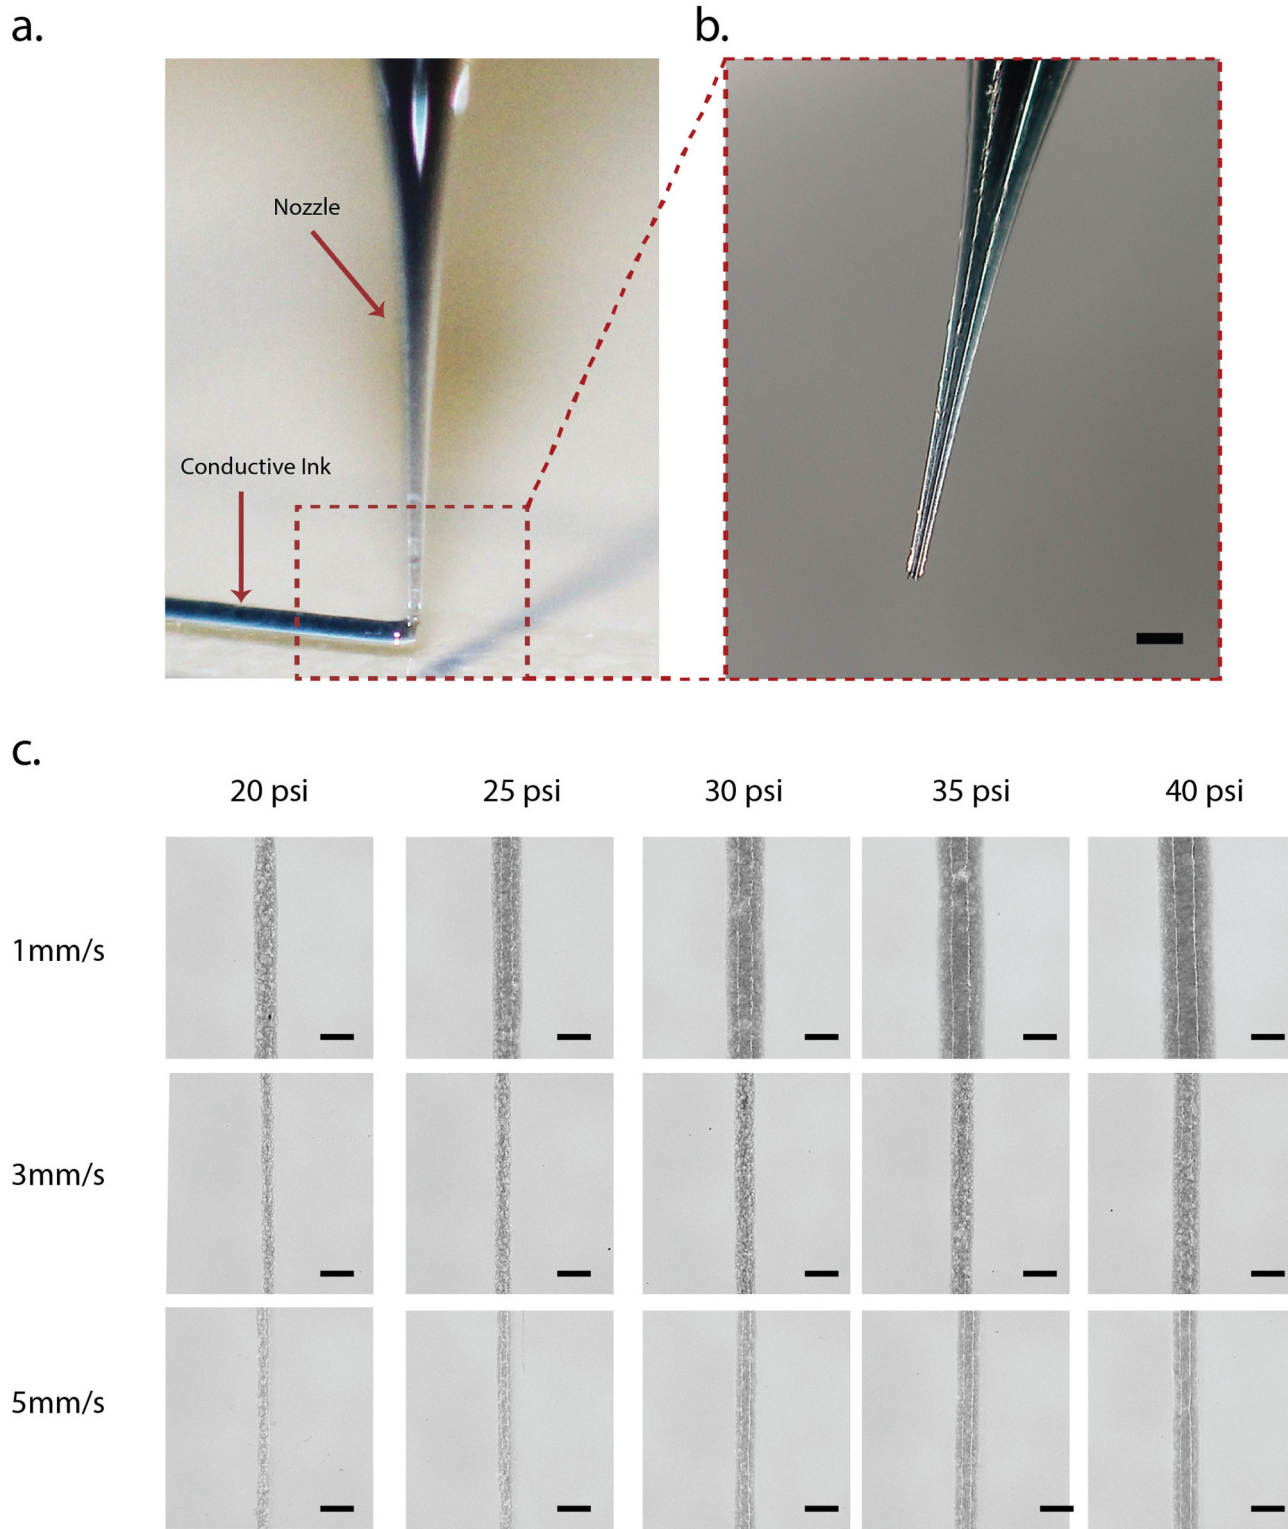 a.
b.
Nozzle
Conductive Ink
c.
20 psi
25 psi
30 psi
35 psi
40 psi
1mm/s
3mm/s
5mm/s